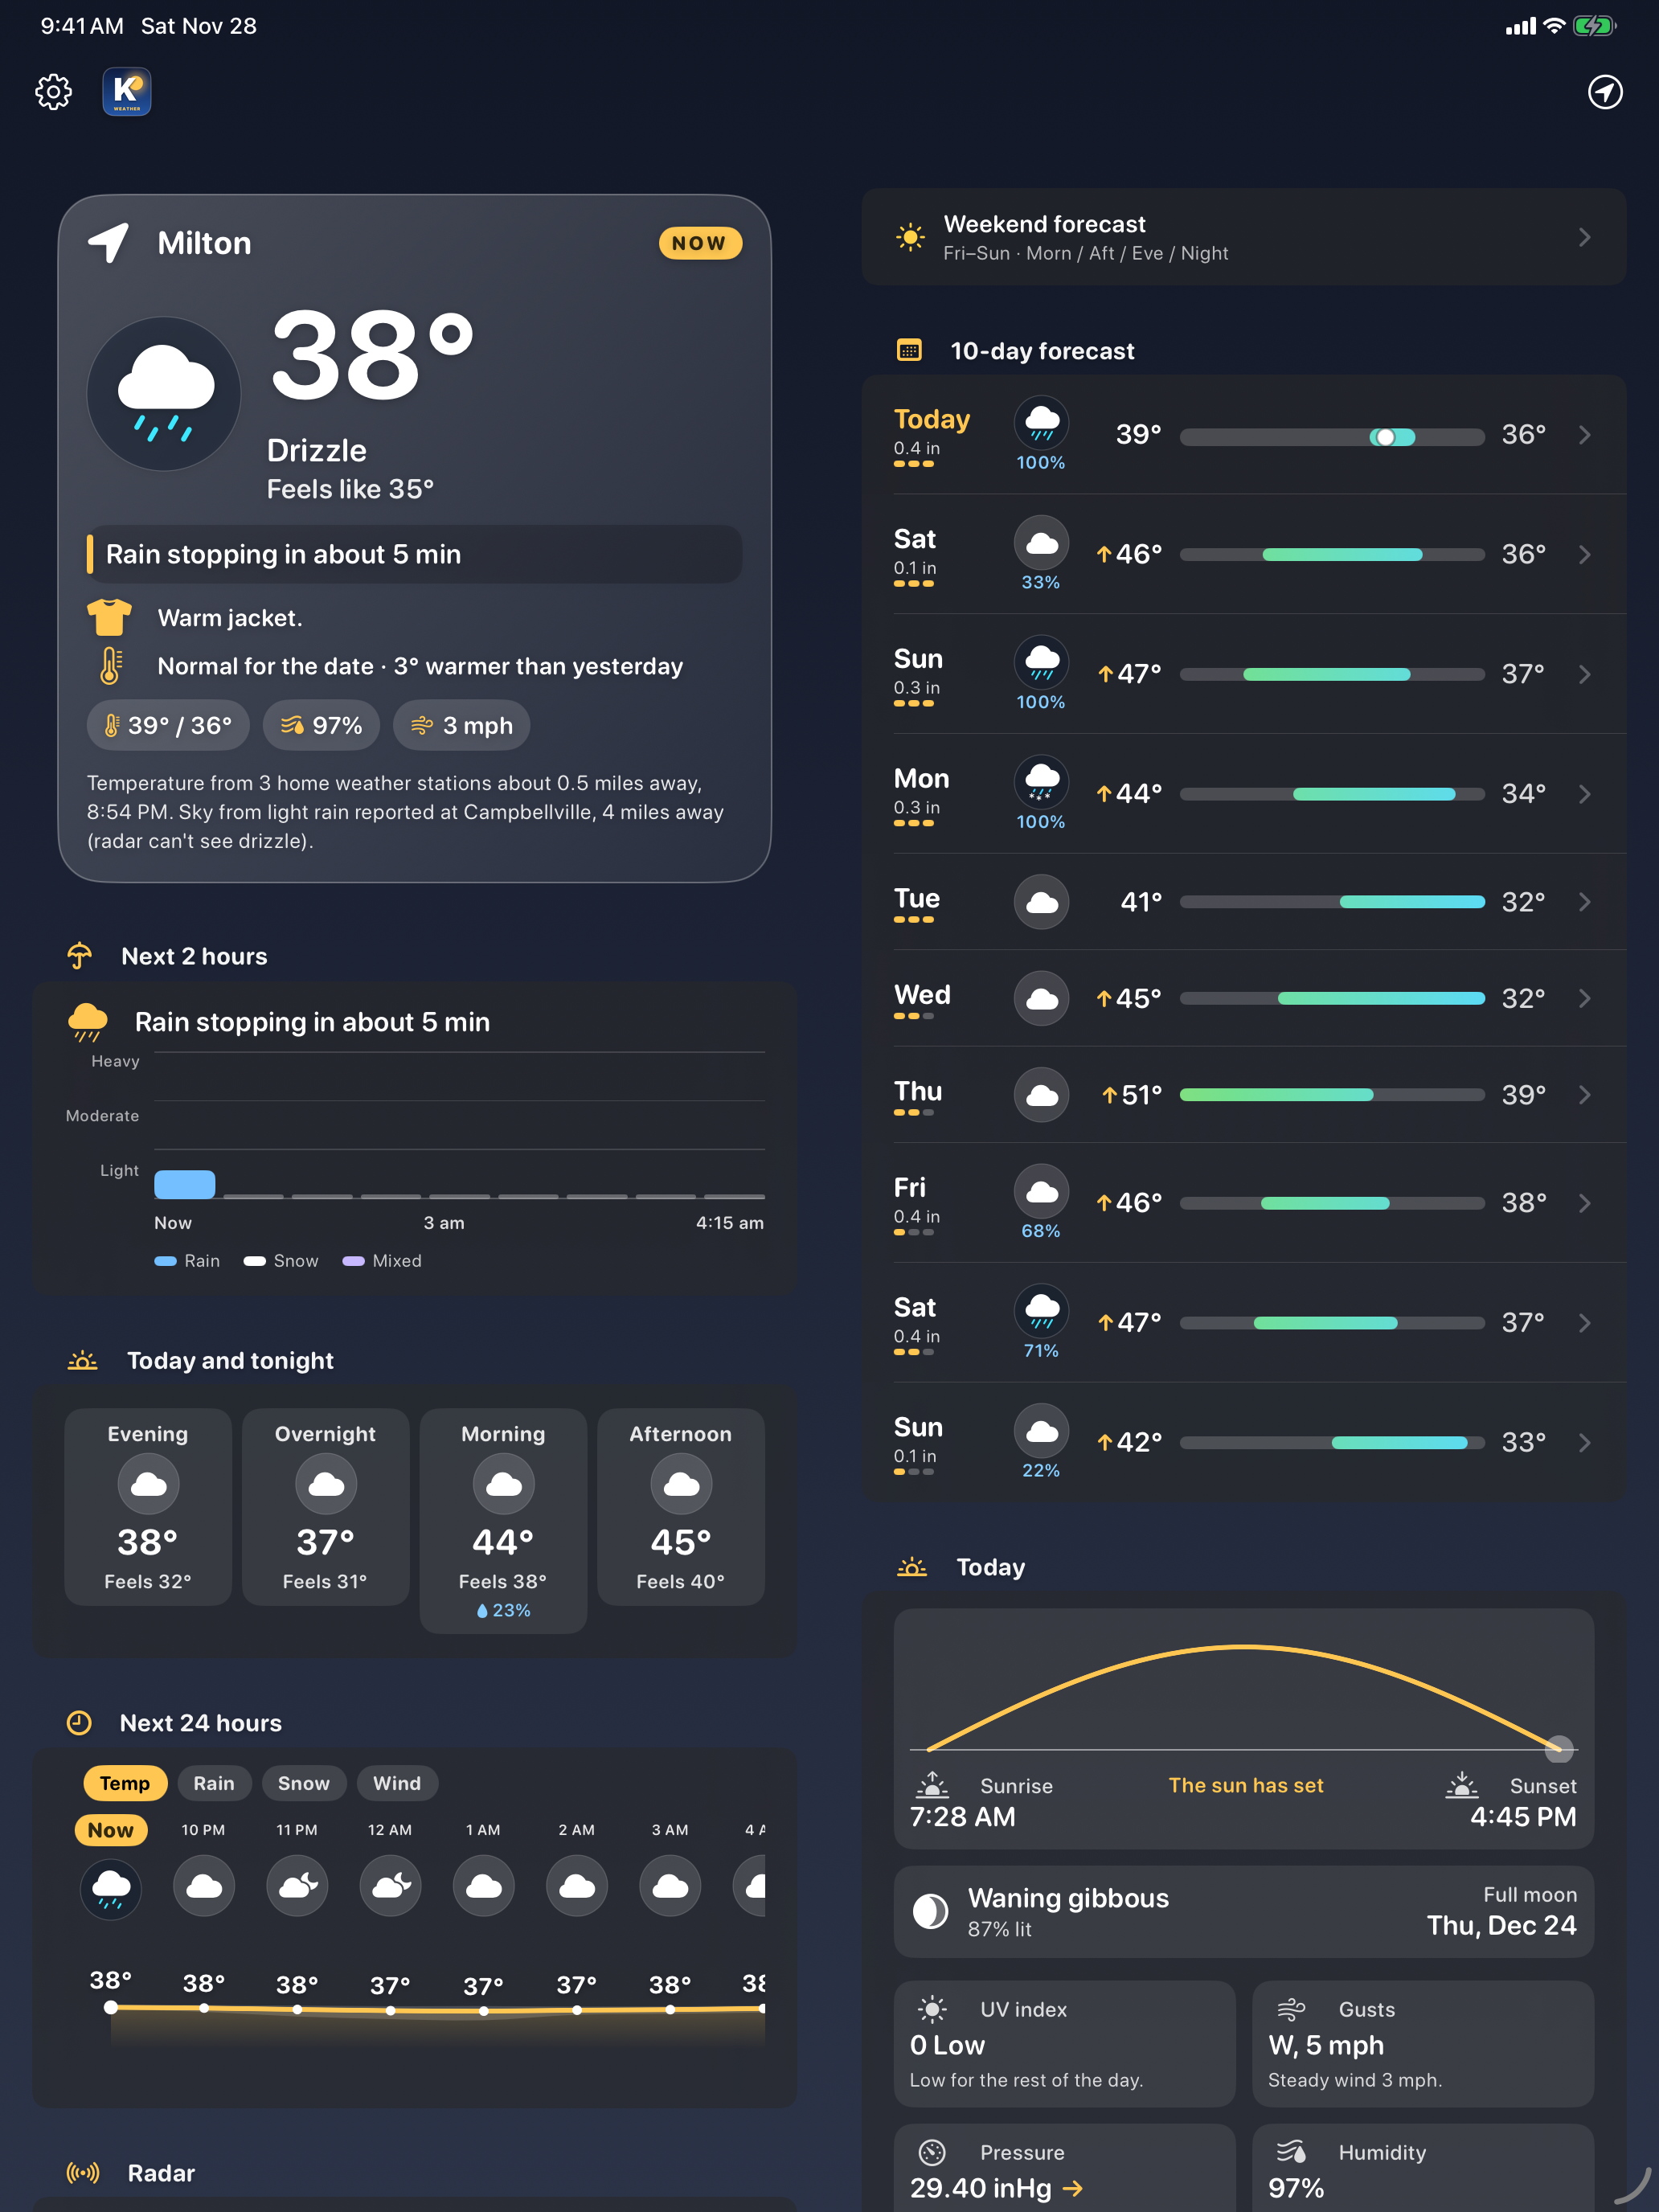 9:41 AM Sat Nov 28
K
WEATHER
Milton
NOW
38°
Drizzle
Feels like 35°
Rain stopping in about 5 min
Warm jacket.
Normal for the date · 3° warmer than yesterday
39° / 36°
97%
3 mph
Temperature from 3 home weather stations about 0.5 miles away,
8:54 PM. Sky from light rain reported at Campbellville, 4 miles away
(radar can't see drizzle).
Next 2 hours
Rain stopping in about 5 min
Heavy
Moderate
Light
Now 3 am 4:15 am
Rain Snow Mixed
Today and tonight
Evening Overnight Morning Afternoon
38° 37° 44° 45°
Feels 32° Feels 31° Feels 38° Feels 40°
23%
Next 24 hours
Temp Rain Snow Wind
Now 10 PM 11 PM 12 AM 1 AM 2 AM 3 AM 4 A
38° 38° 38° 37° 37° 37° 38° 38
Radar
Weekend forecast
Fri–Sun · Morn / Aft / Eve / Night
10-day forecast
Today 39° 36°
0.4 in 100%
Sat 46° 36°
0.1 in 33%
Sun 47° 37°
0.3 in 100%
Mon 44° 34°
0.3 in 100%
Tue 41° 32°
Wed 45° 32°
Thu 51° 39°
Fri 46° 38°
0.4 in 68%
Sat 47° 37°
0.4 in 71%
Sun 42° 33°
0.1 in 22%
Today
Sunrise The sun has set Sunset
7:28 AM 4:45 PM
Waning gibbous Full moon
87% lit Thu, Dec 24
UV index
0 Low
Low for the rest of the day.
Gusts
W, 5 mph
Steady wind 3 mph.
Pressure
29.40 inHg →
Humidity
97%